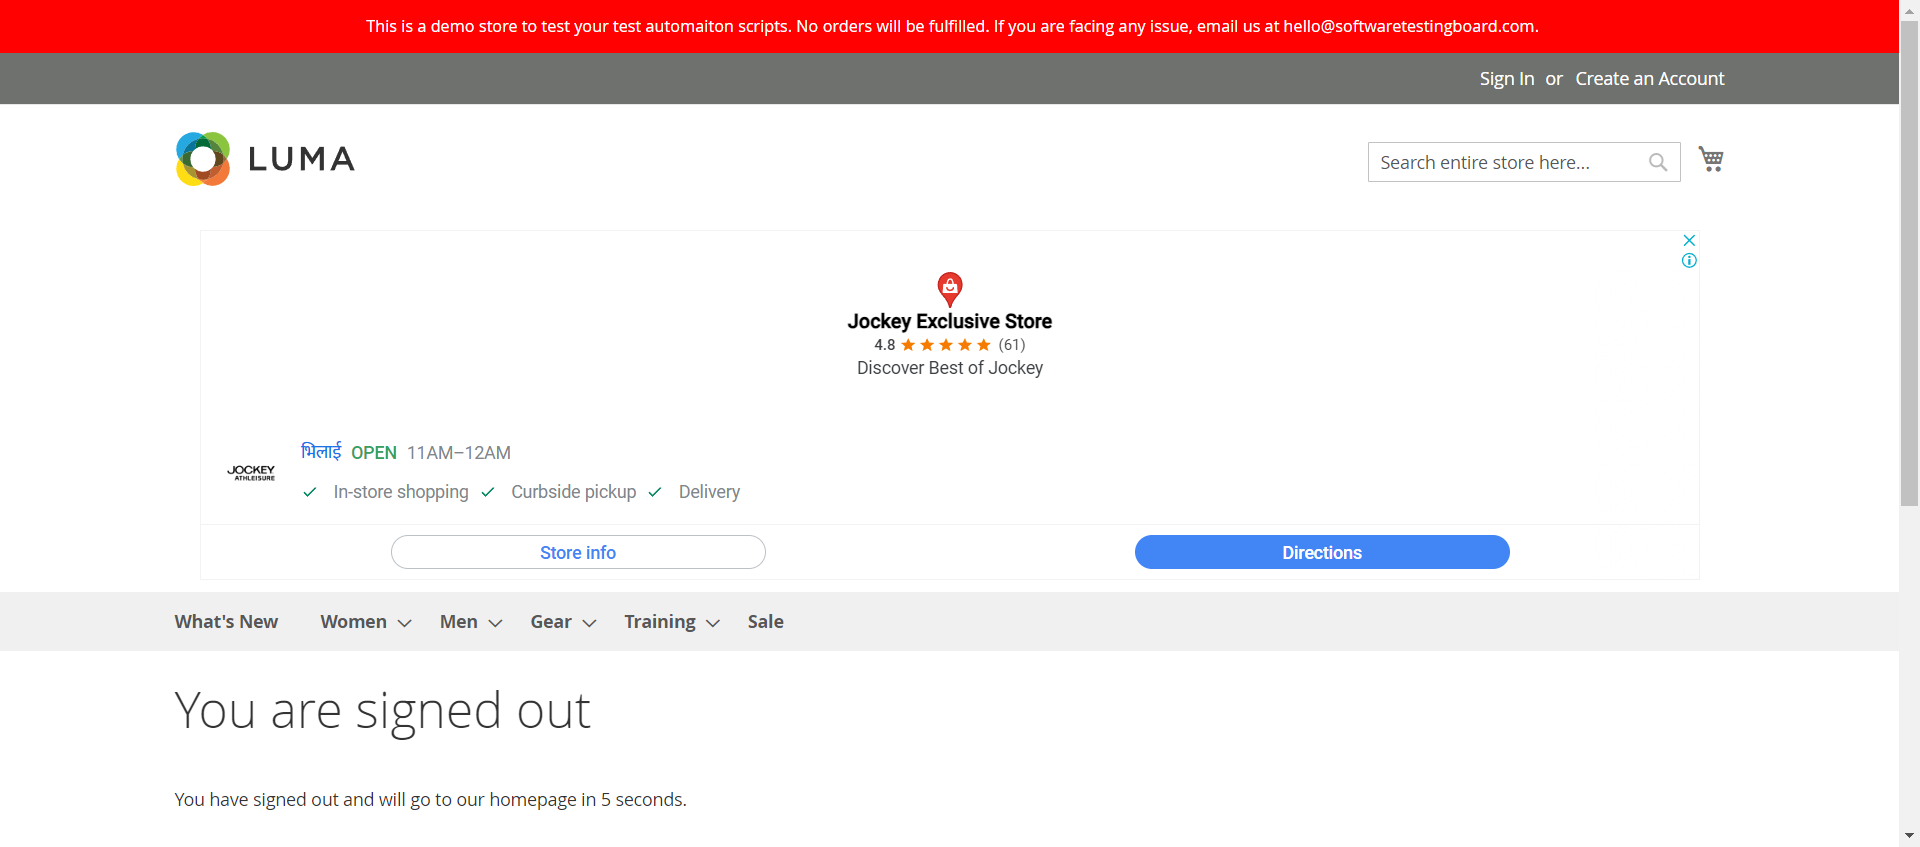 This is a demo store to test your test automaiton scripts. No orders will be fulfilled. If you are facing any issue, email us at hello@softwaretestingboard.com.
Sign In or Create an Account
LUMA
Search entire store here...
Jockey Exclusive Store
4.8 (61)
Discover Best of Jockey
भिलाई OPEN 11AM–12AM
JOCKEY
ATHLEISURE
In-store shopping Curbside pickup Delivery
Store info Directions
What's New Women Men Gear Training Sale
You are signed out
You have signed out and will go to our homepage in 5 seconds.